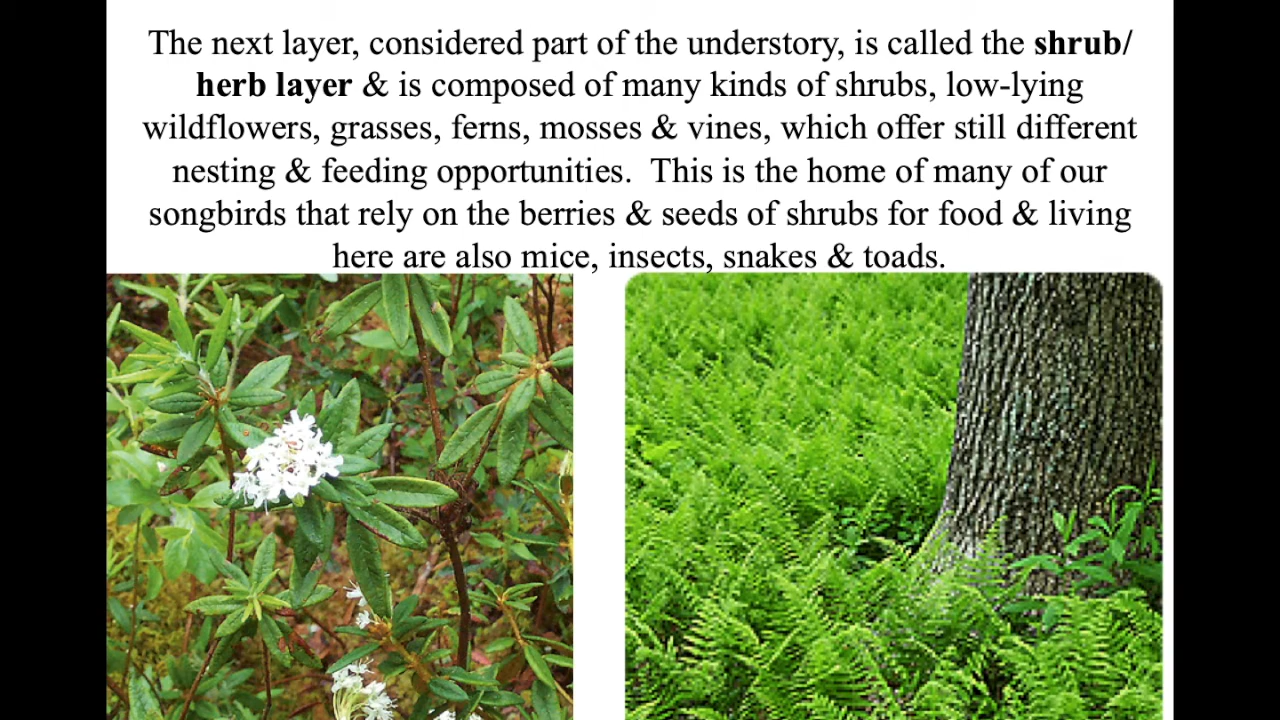 The next layer, considered part of the understory, is called the shrub/
herb layer & is composed of many kinds of shrubs, low-lying
wildflowers, grasses, ferns, mosses & vines, which offer still different
nesting & feeding opportunities.  This is the home of many of our
songbirds that rely on the berries & seeds of shrubs for food & living
here are also mice, insects, snakes & toads.